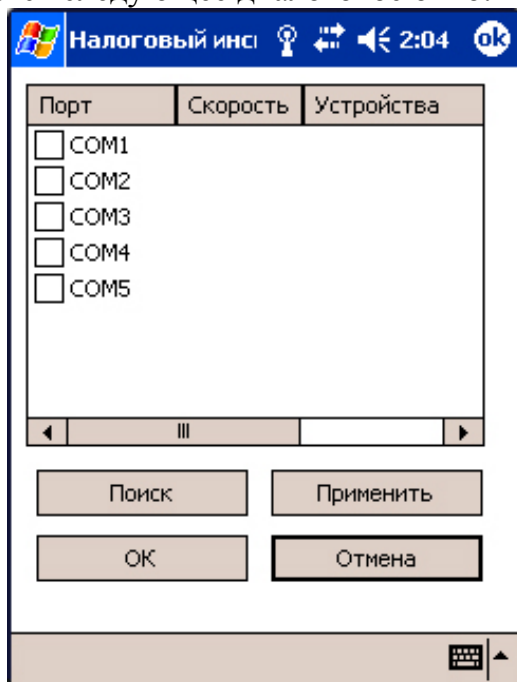 Налоговый инс 2:04 ok
Порт Скорость Устройства
COM1
COM2
COM3
COM4
COM5
Поиск Применить
ОК Отмена